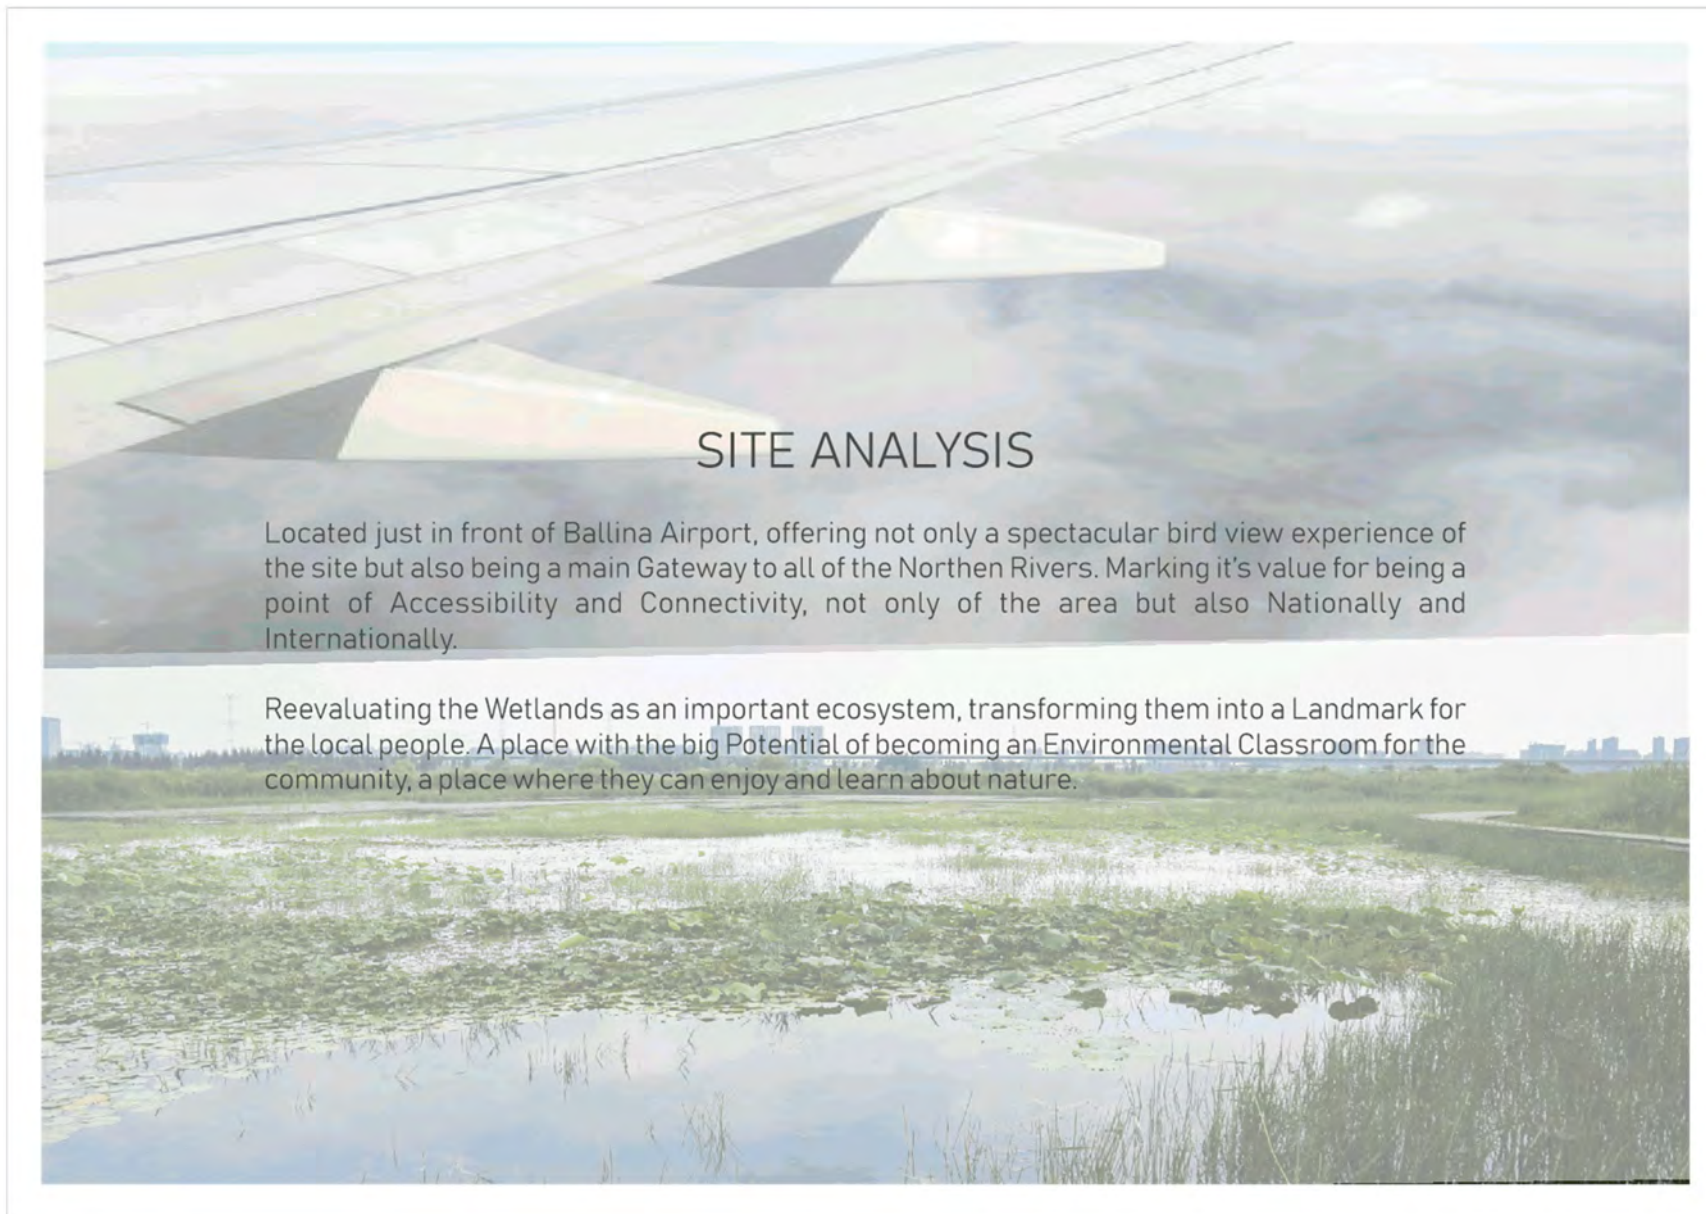 SITE ANALYSIS
Located just in front of Ballina Airport, offering not only a spectacular bird view experience of
the site but also being a main Gateway to all of the Northen Rivers. Marking it's value for being a
point of Accessibility and Connectivity, not only of the area but also Nationally and
Internationally.
Reevaluating the Wetlands as an important ecosystem, transforming them into a Landmark for
the local people. A place with the big Potential of becoming an Environmental Classroom for the
community, a place where they can enjoy and learn about nature.